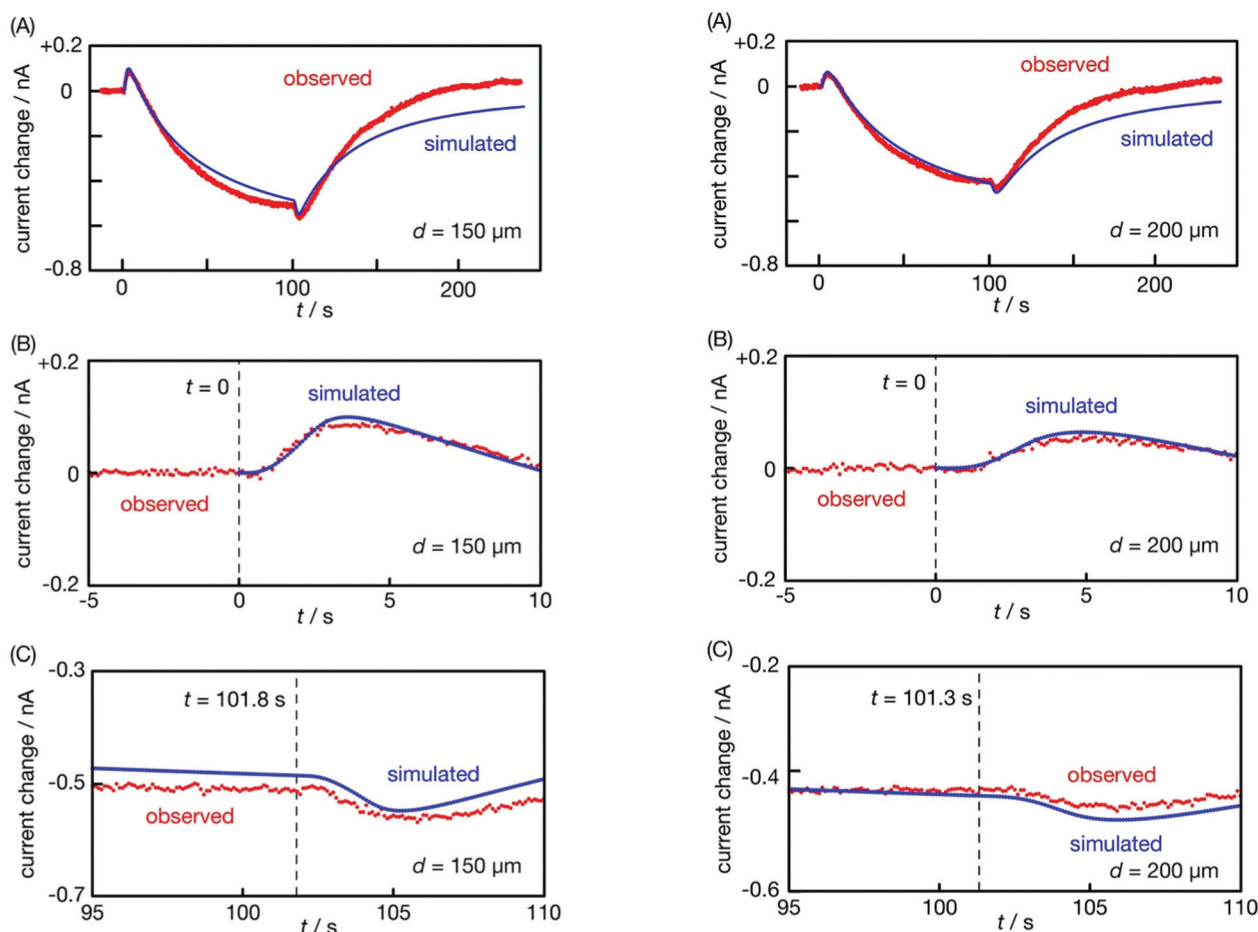 (A)
+0.2
0
-0.8
current change / nA
observed
simulated
d = 150 µm
0
100
200
t / s
(B)
+0.2
0
-0.2
current change / nA
t = 0
simulated
observed
d = 150 µm
-5
0
5
10
t / s
(C)
-0.3
-0.5
-0.7
current change / nA
t = 101.8 s
simulated
observed
d = 150 µm
95
100
105
110
t / s
(A)
+0.2
0
-0.8
current change / nA
observed
simulated
d = 200 µm
0
100
200
t / s
(B)
+0.2
0
-0.2
current change / nA
t = 0
simulated
observed
d = 200 µm
-5
0
5
10
t / s
(C)
-0.2
-0.4
-0.6
current change / nA
t = 101.3 s
observed
simulated
d = 200 µm
95
100
105
110
t / s